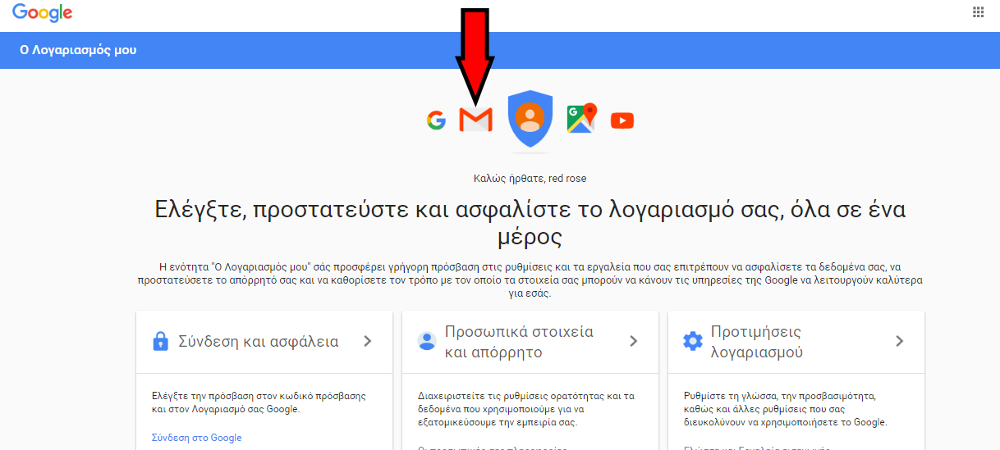 Google
Ο Λογαριασμός μου
Καλώς ήρθατε, red rose
Ελέγξτε, προστατεύστε και ασφαλίστε το λογαριασμό σας, όλα σε ένα
μέρος
Η ενότητα "Ο Λογαριασμός μου" σάς προσφέρει γρήγορη πρόσβαση στις ρυθμίσεις και τα εργαλεία που σας επιτρέπουν να ασφαλίσετε τα δεδομένα σας, να
προστατεύσετε το απόρρητό σας και να καθορίσετε τον τρόπο με τον οποίο τα στοιχεία σας μπορούν να κάνουν τις υπηρεσίες της Google να λειτουργούν καλύτερα
για εσάς.
Σύνδεση και ασφάλεια
Ελέγξτε την πρόσβαση στον κωδικό πρόσβασης
και στον Λογαριασμό σας Google.
Σύνδεση στο Google
Προσωπικά στοιχεία
και απόρρητο
Διαχειριστείτε τις ρυθμίσεις ορατότητας και τα
δεδομένα που χρησιμοποιούμε για να
εξατομικεύσουμε την εμπειρία σας.
Οι προσωπικές σας πληροφορίες
Προτιμήσεις
λογαριασμού
Ρυθμίστε τη γλώσσα, την προσβασιμότητα,
καθώς και άλλες ρυθμίσεις που σας
διευκολύνουν να χρησιμοποιήσετε το Google.